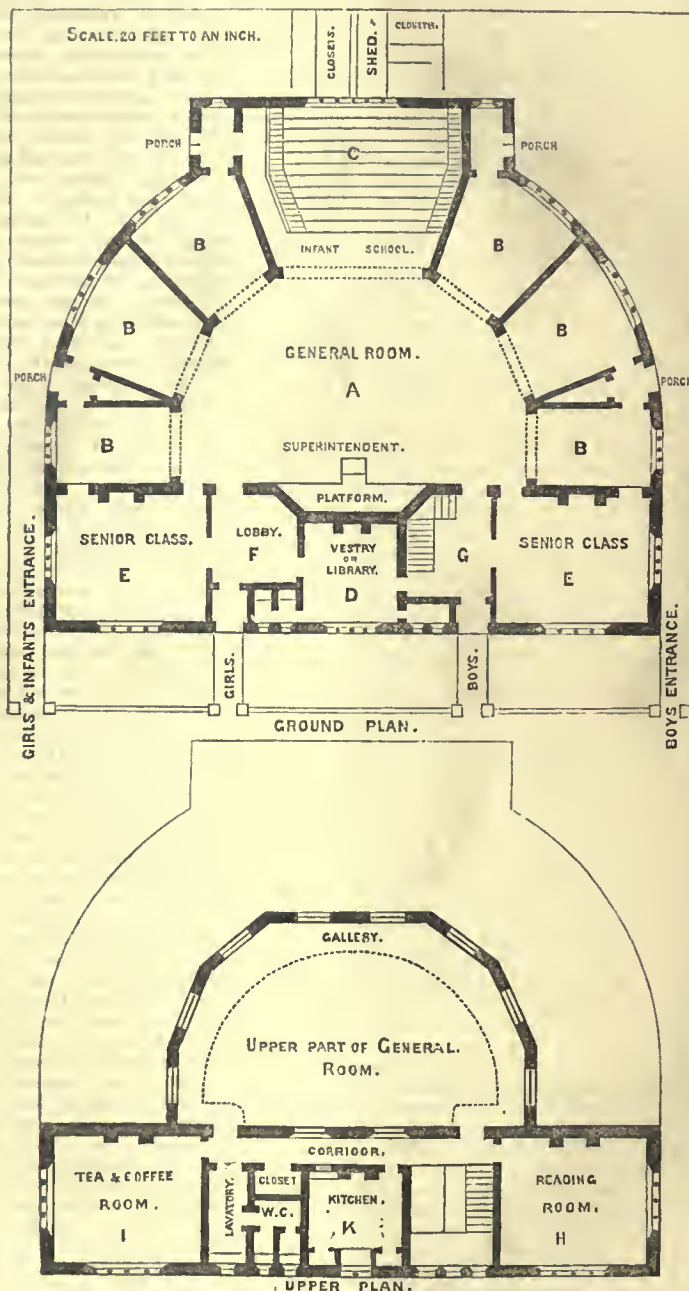 SCALE. 20 FEET TO AN INCH.
CLOSETS.
SHED.
CLOSETS.
PORCH
C
PORCH
B
INFANT SCHOOL.
B
B
GENERAL ROOM.
B
PORCH
A
PORCH
B
SUPERINTENDENT.
B
PLATFORM.
SENIOR CLASS.
E
LOBBY.
F
VESTRY
OR
LIBRARY.
D
G
SENIOR CLASS
E
GIRLS & INFANTS ENTRANCE.
GIRLS.
BOYS.
BOYS ENTRANCE.
GROUND PLAN.
GALLERY.
UPPER PART OF GENERAL.
ROOM.
CORRIDOR.
TEA & COFFEE
ROOM.
I
LAVATORY.
CLOSET
W.C.
KITCHEN.
K
READING
ROOM.
H
UPPER PLAN.